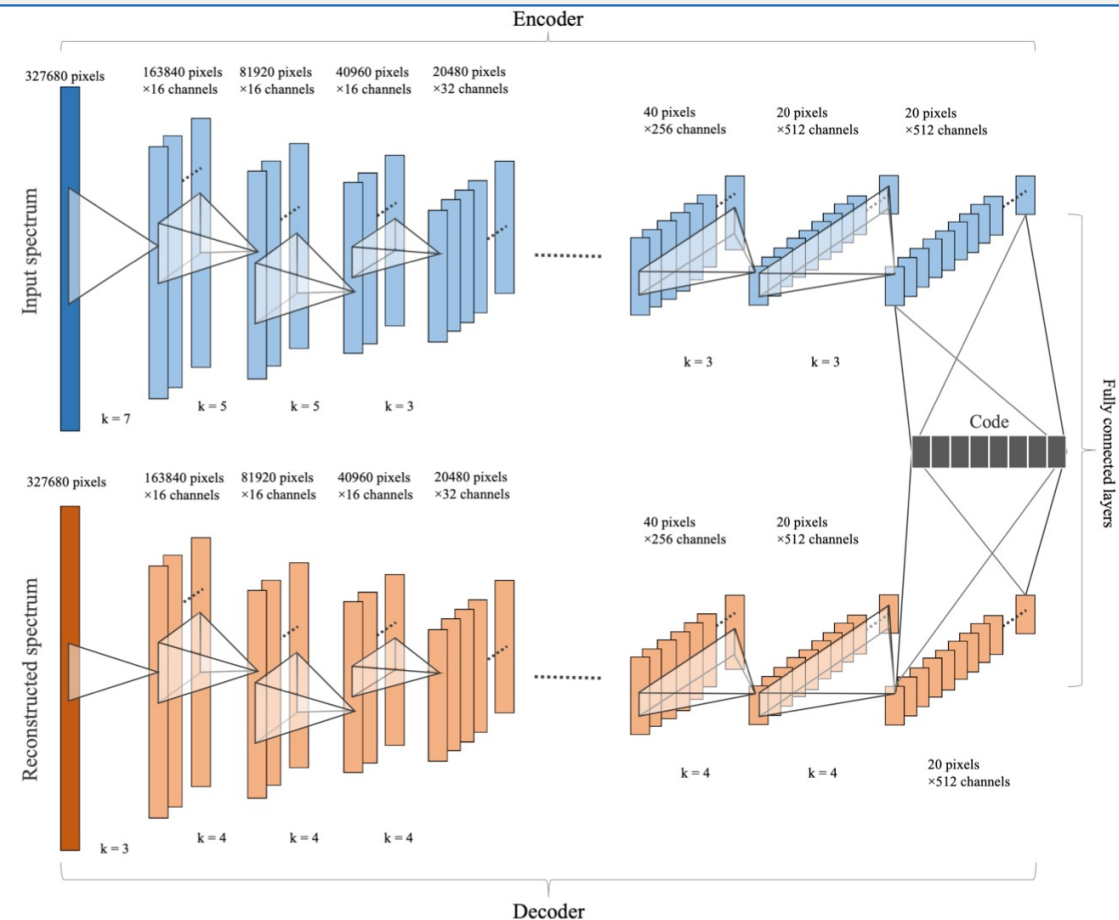 Encoder
327680 pixels
163840 pixels
×16 channels
81920 pixels
×16 channels
40960 pixels
×16 channels
20480 pixels
×32 channels
40 pixels
×256 channels
20 pixels
×512 channels
20 pixels
×512 channels
Input spectrum
k = 7
k = 5
k = 5
k = 3
k = 3
k = 3
Code
Fully connected layers
327680 pixels
163840 pixels
×16 channels
81920 pixels
×16 channels
40960 pixels
×16 channels
20480 pixels
×32 channels
40 pixels
×256 channels
20 pixels
×512 channels
Reconstructed spectrum
k = 3
k = 4
k = 4
k = 4
k = 4
k = 4
20 pixels
×512 channels
Decoder